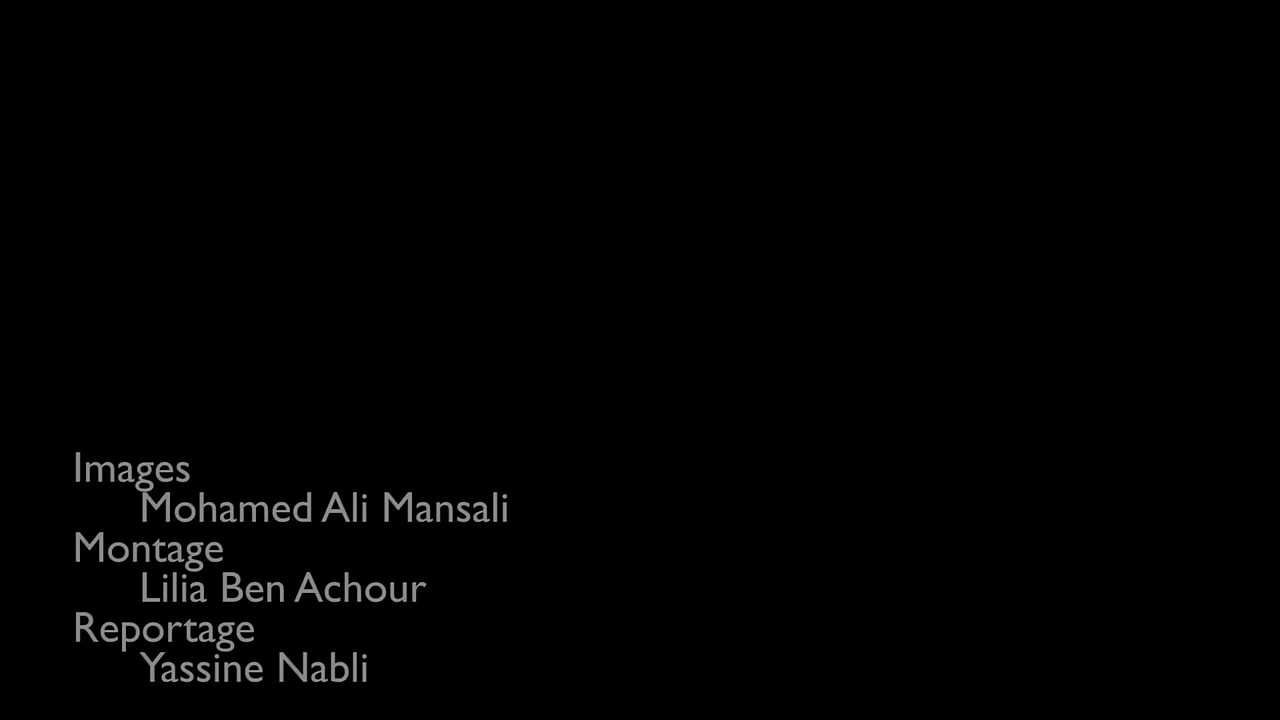 Images
Mohamed Ali Mansali
Montage
Lilia Ben Achour
Reportage
Yassine Nabli